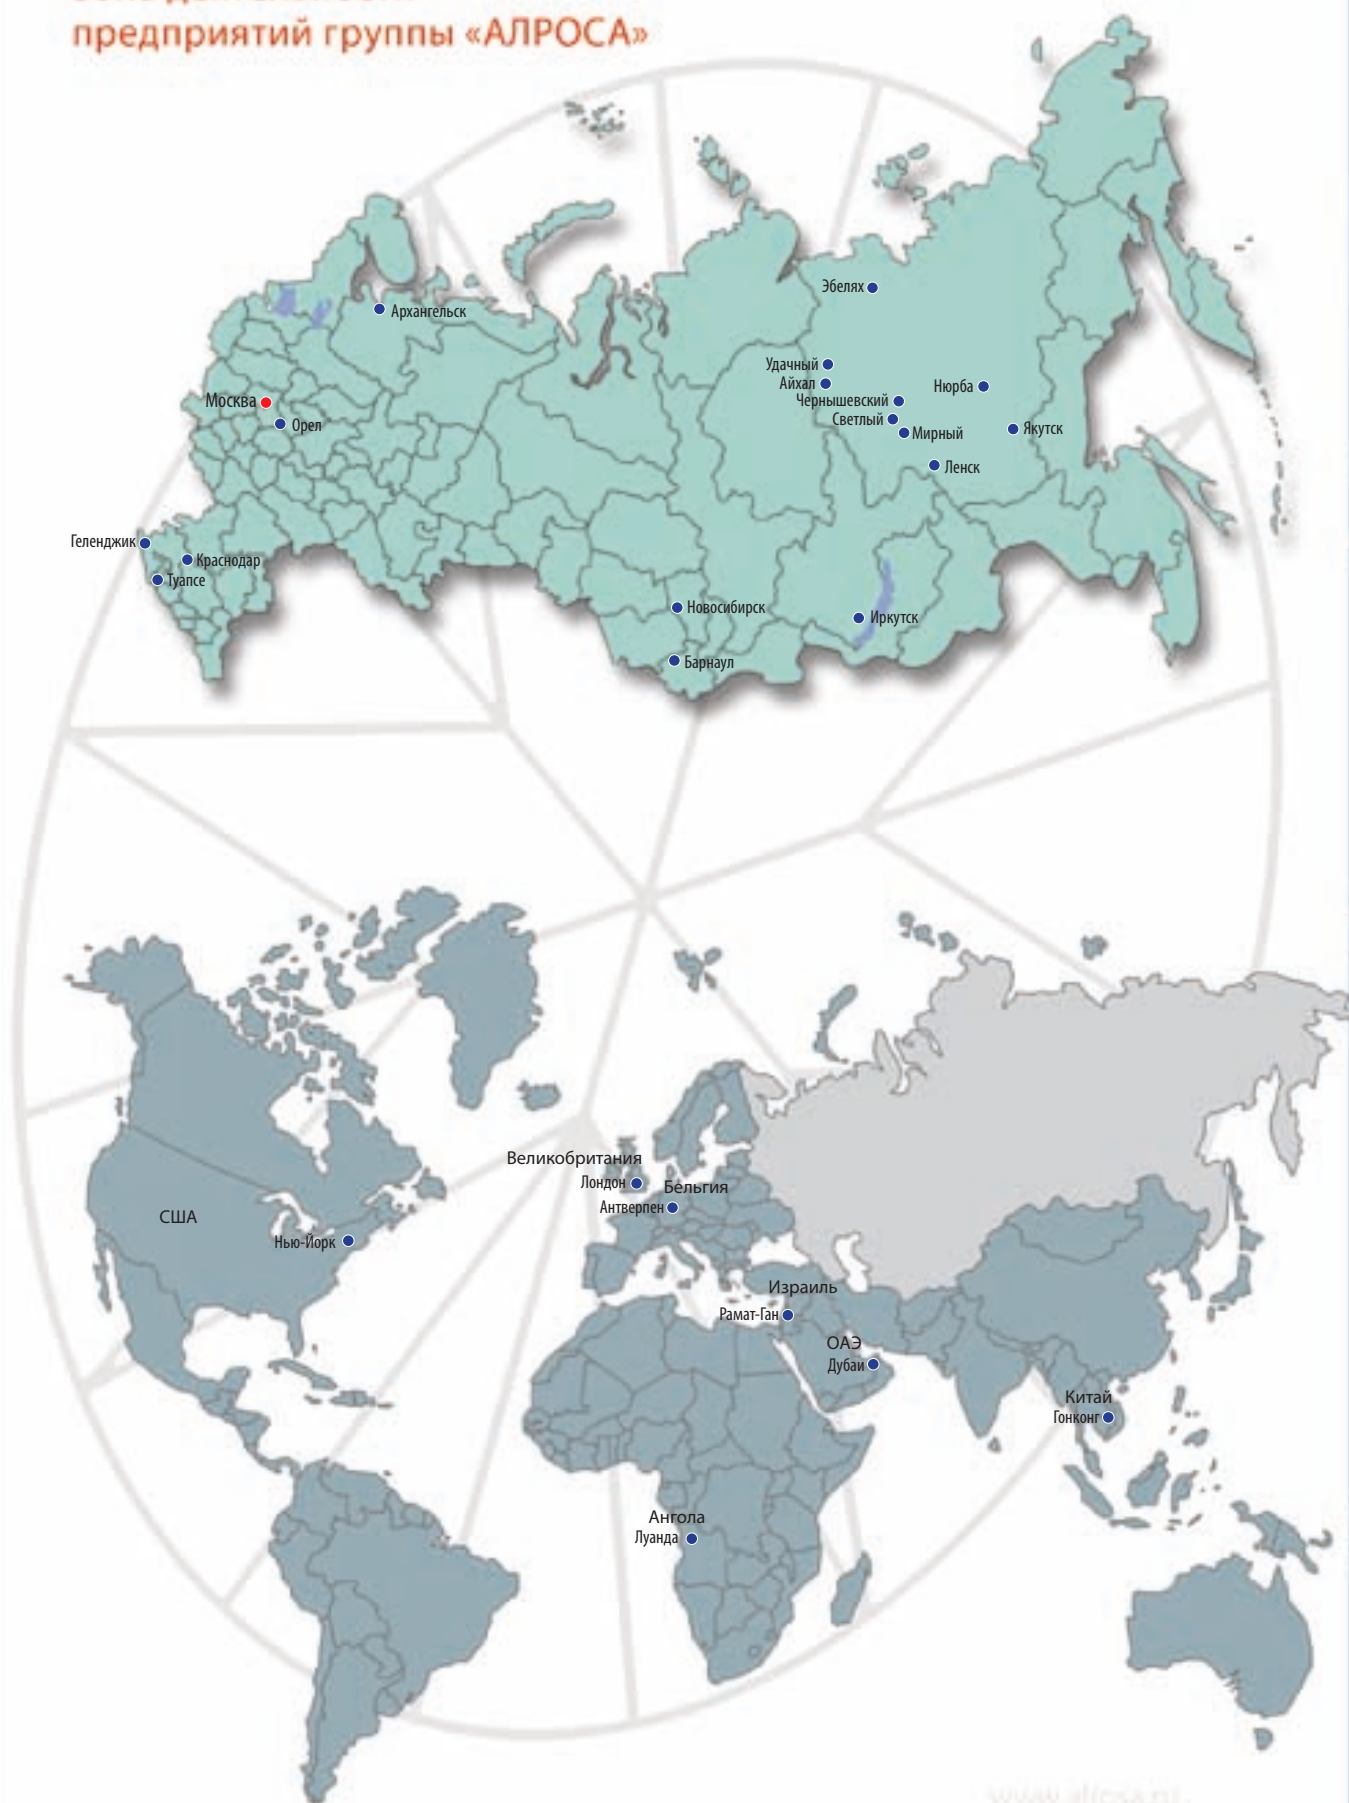 предприятий группы «АЛРОСА»
Эбелях
Архангельск
Удачный
Айхал
Нюрба
Чернышевский
Москва
Светлый
Орел
Мирный
Якутск
Ленск
Геленджик
Краснодар
Туапсе
Новосибирск
Иркутск
Барнаул
Великобритания
Лондон
Бельгия
Антверпен
США
Нью-Йорк
Израиль
Рамат-Ган
ОАЭ
Дубаи
Китай
Гонконг
Ангола
Луанда